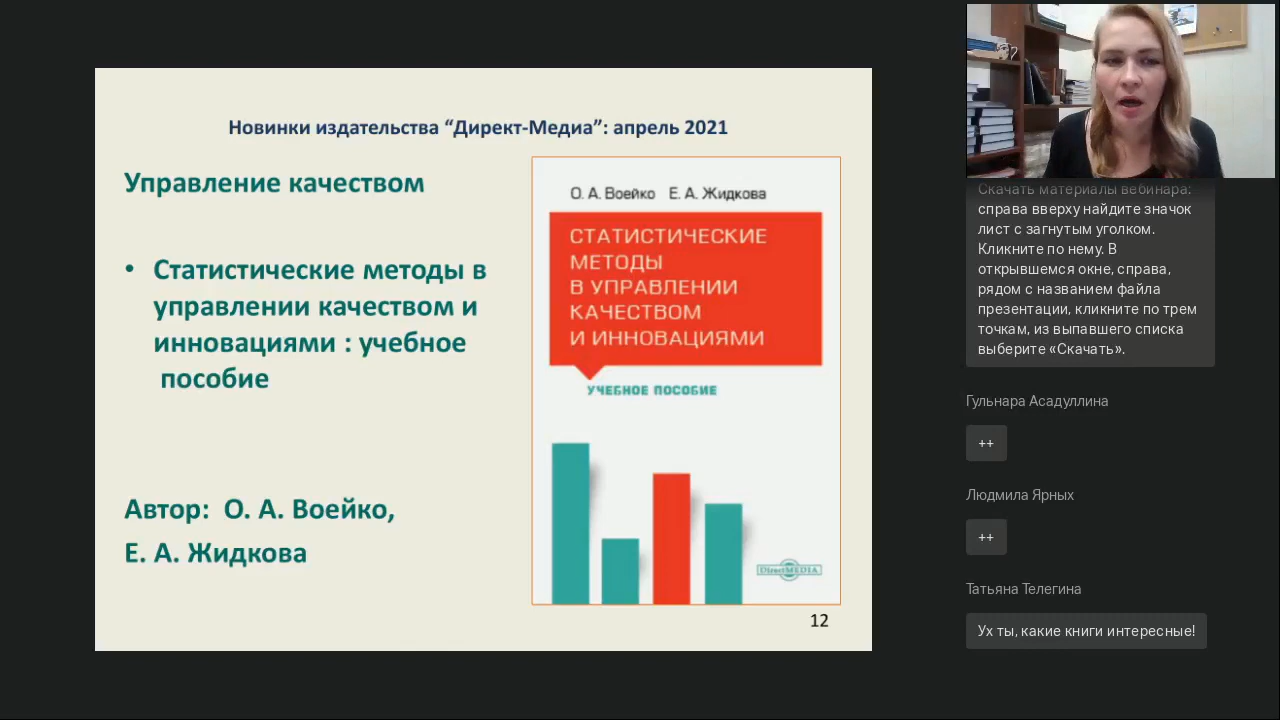 Новинки издательства “Директ-Медиа”: апрель 2021
Управление качеством
• Статистические методы в
управлении качеством и
инновациями : учебное
пособие
Автор: О. А. Воейко,
Е. А. Жидкова
О. А. Воейко Е. А. Жидкова
СТАТИСТИЧЕСКИЕ
МЕТОДЫ
В УПРАВЛЕНИИ
КАЧЕСТВОМ
И ИННОВАЦИЯМИ
УЧЕБНОЕ ПОСОБИЕ
DirectMEDIA
12
Скачать материалы вебинара:
справа вверху найдите значок
лист с загнутым уголком.
Кликните по нему. В
открывшемся окне, справа,
рядом с названием файла
презентации, кликните по трем
точкам, из выпавшего списка
выберите «Скачать».
Гульнара Асадуллина
++
Людмила Ярных
++
Татьяна Телегина
Ух ты, какие книги интересные!